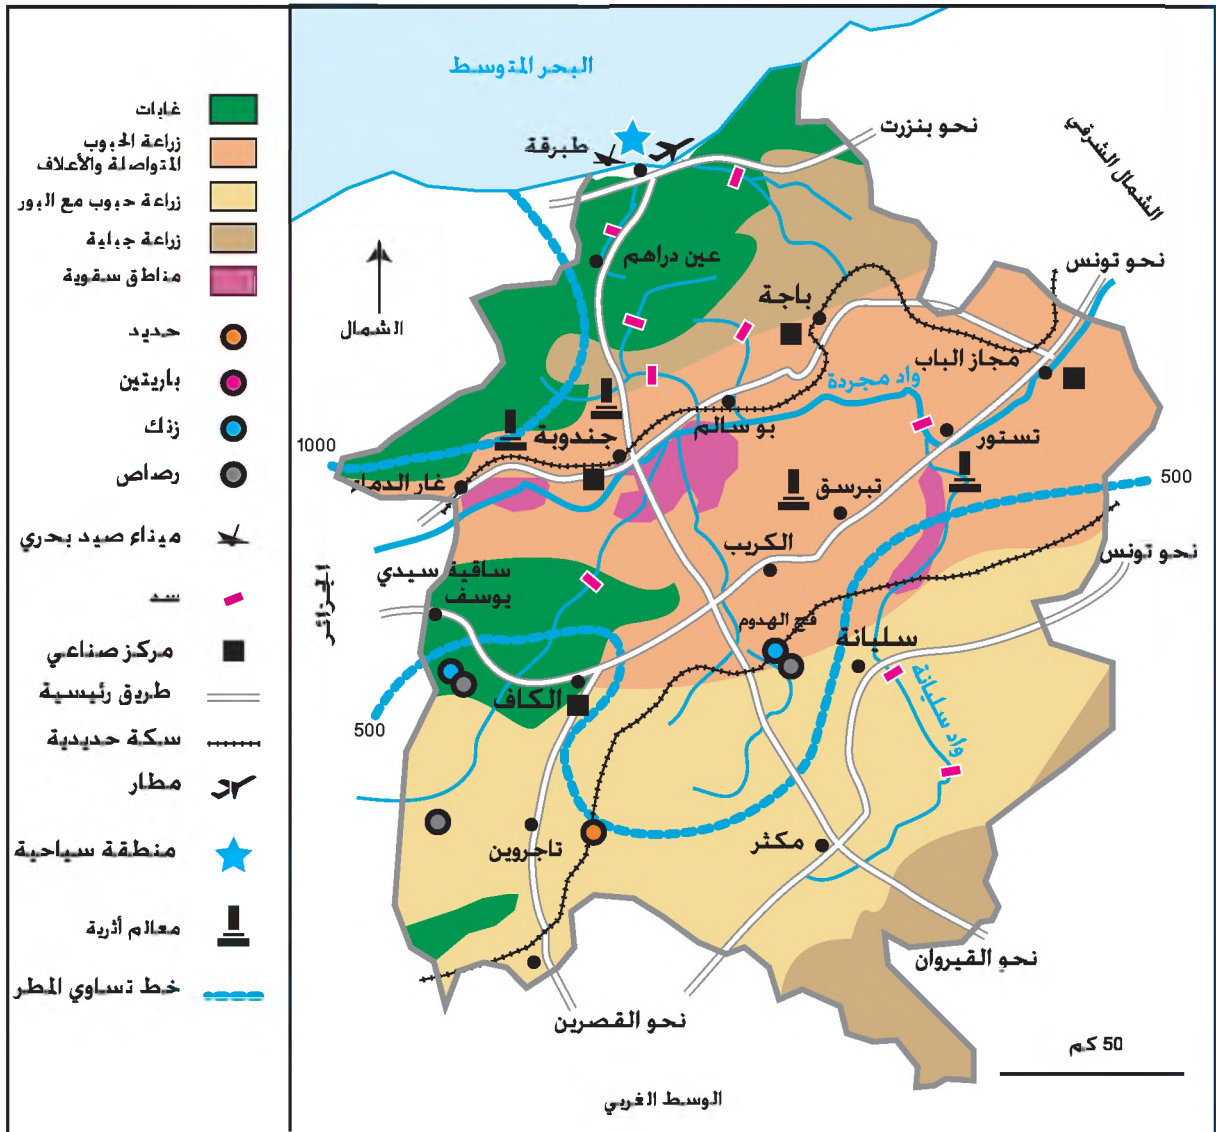 غابات
زراعة الحبوب
المتواصلة والأعلاف
زراعة حبوب مع البور
زراعة جبلية
مناطق سقوية
حديد
باريتين
زنك
رصاص
ميناء صيد بحري
سد
مركز صناعي
طريق رئيسية
سكة حديدية
مطار
منطقة سياحية
معالم أثرية
خط تساوي المطر
البحر المتوسط
نحو بنزرت
الشمال الشرقي
طبرقة
عين دراهم
نحو تونس
الشمال
باجة
مجاز الباب
واد مجردة
بو سالم
تستور
جندوبة
1000
غار الدماء
500
تبرسق
الكريب
نحو تونس
ساقية سيدي
يوسف
الجزائر
فج الهدوم
سليانة
الكاف
واد سليانة
500
تاجروين
مكثر
نحو القيروان
نحو القصرين
50 كم
الوسط الغربي